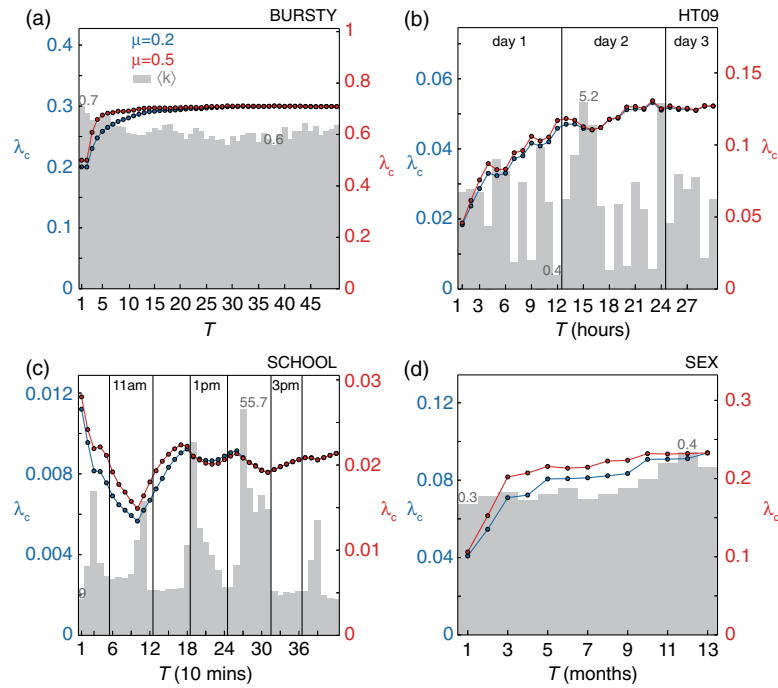 (a) BURSTY
μ=0.2
μ=0.5
⟨k⟩
0.7
0.6
0.4
0.3
0.2
0.1
0
λc
1
0.8
0.6
0.4
0.2
0
λc
1 5 10 15 20 25 30 35 40 45
T
(b) HT09
day 1 day 2 day 3
5.2
0.4
0.06
0.04
0.02
0
λc
0.15
0.10
0.05
0
λc
1 3 6 9 12 15 18 21 24 27
T (hours)
(c) SCHOOL
11am 1pm 3pm
55.7
9
0.012
0.008
0.004
0
λc
0.03
0.02
0.01
0
λc
1 6 12 18 24 30 36
T (10 mins)
(d) SEX
0.3
0.4
0.12
0.08
0.04
0
λc
0.3
0.2
0.1
0
λc
1 3 5 7 9 11 13
T (months)